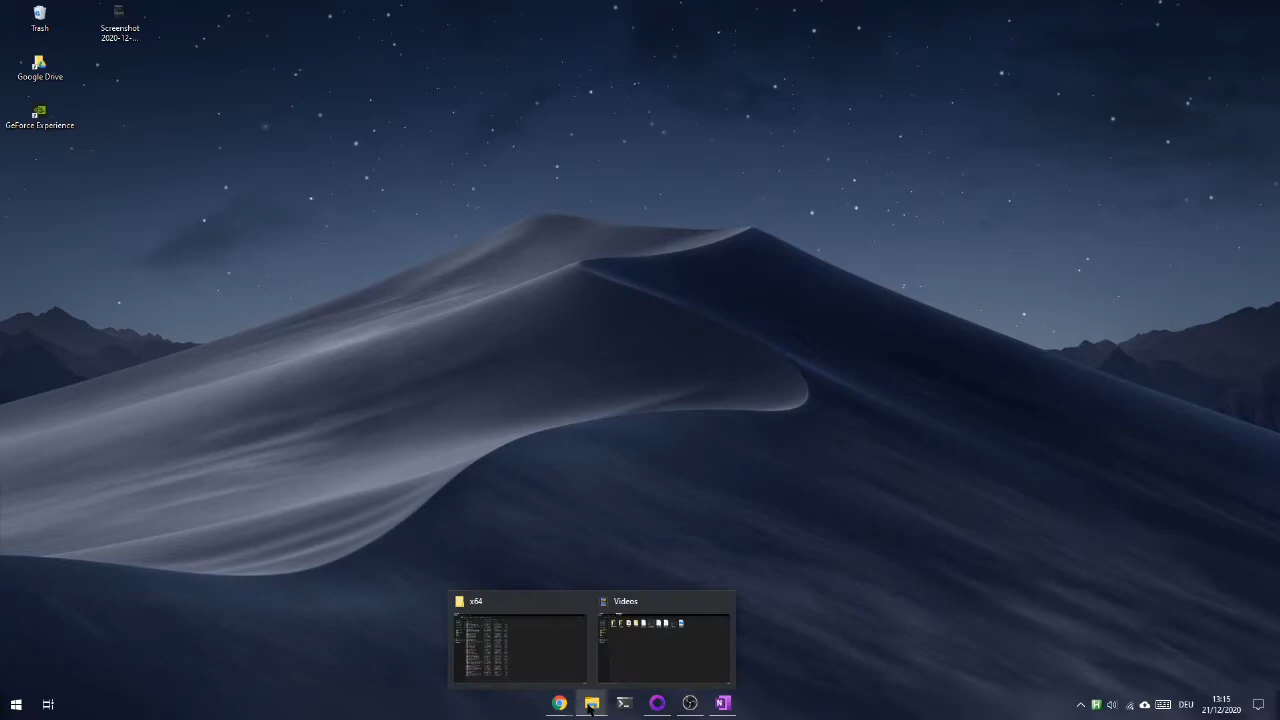 Trash
Screenshot
2020-12-...
Google Drive
GeForce Experience
x64
Videos
DEU
13:15
21/12/2020